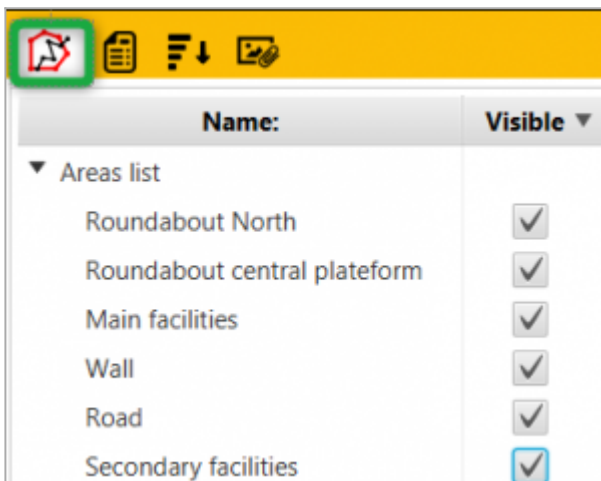 Name: Visible
Areas list
Roundabout North
Roundabout central plateform
Main facilities
Wall
Road
Secondary facilities